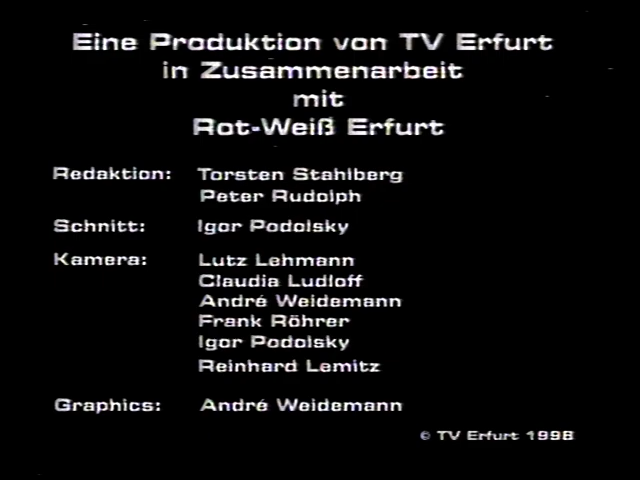 Eine Produktion von TV Erfurt
in Zusammenarbeit
mit
Rot-Weiß Erfurt
Redaktion: Torsten Stahlberg
Peter Rudolph
Schnitt: Igor Podolsky
Kamera: Lutz Lehmann
Claudia Ludloff
André Weidemann
Frank Röhrer
Igor Podolsky
Reinhard Lemitz
Graphics: André Weidemann
© TV Erfurt 1998